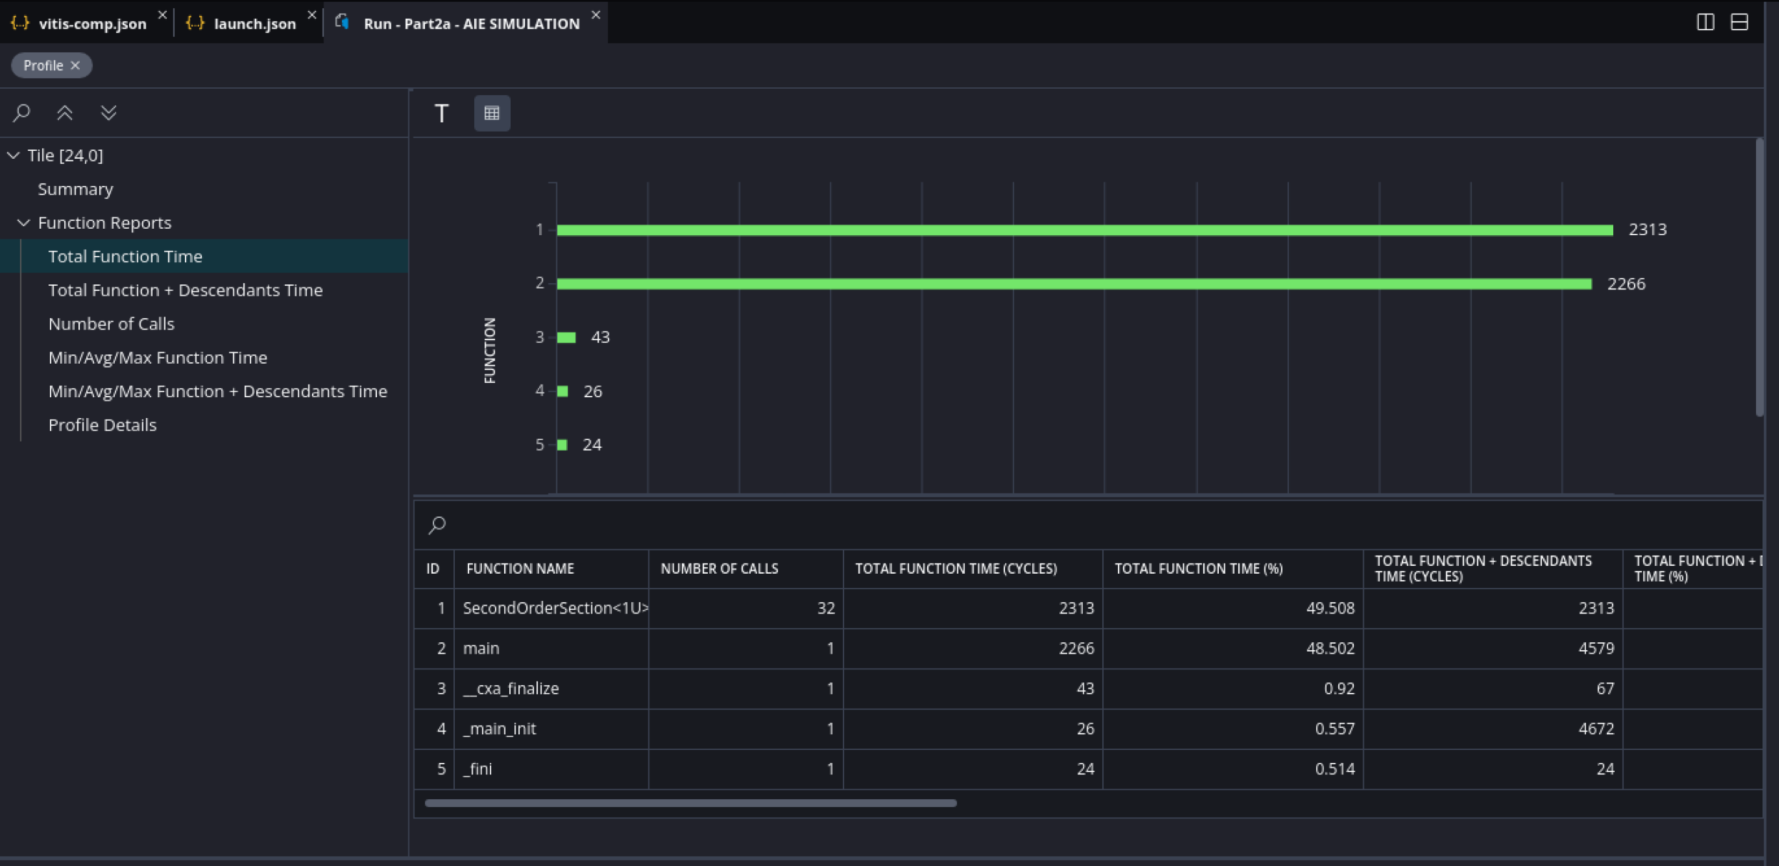 vitis-comp.json
launch.json
Run - Part2a - AIE SIMULATION
Profile
T
Tile [24,0]
Summary
Function Reports
Total Function Time
Total Function + Descendants Time
Number of Calls
Min/Avg/Max Function Time
Min/Avg/Max Function + Descendants Time
Profile Details
FUNCTION
1 2313
2 2266
3 43
4 26
5 24
ID FUNCTION NAME NUMBER OF CALLS TOTAL FUNCTION TIME (CYCLES) TOTAL FUNCTION TIME (%) TOTAL FUNCTION + DESCENDANTS TIME (CYCLES) TOTAL FUNCTION + TIME (%)
1 SecondOrderSection<1U> 32 2313 49.508 2313
2 main 1 2266 48.502 4579
3 __cxa_finalize 1 43 0.92 67
4 _main_init 1 26 0.557 4672
5 _fini 1 24 0.514 24